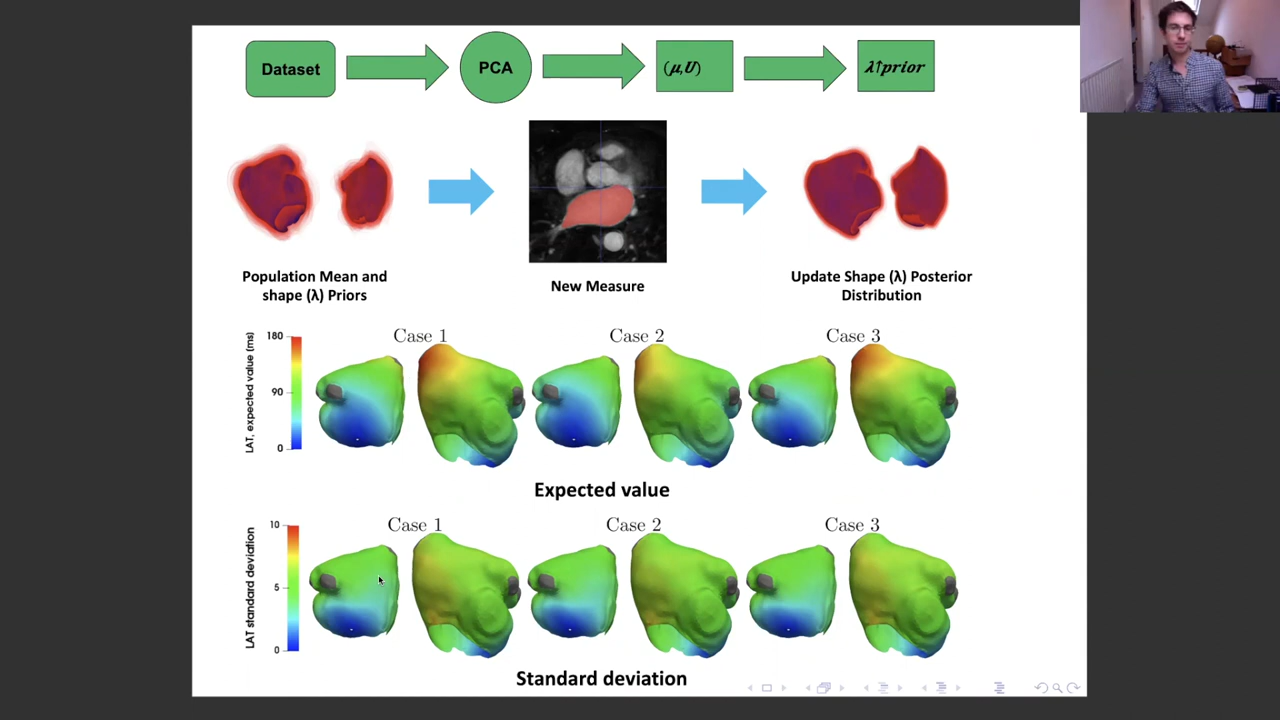 Dataset
PCA
(μ,U)
λ↑prior
Population Mean and
shape (λ) Priors
New Measure
Update Shape (λ) Posterior
Distribution
LAT, expected value (ms)
180
90
0
Case 1
Case 2
Case 3
Expected value
LAT standard deviation
10
5
0
Case 1
Case 2
Case 3
Standard deviation